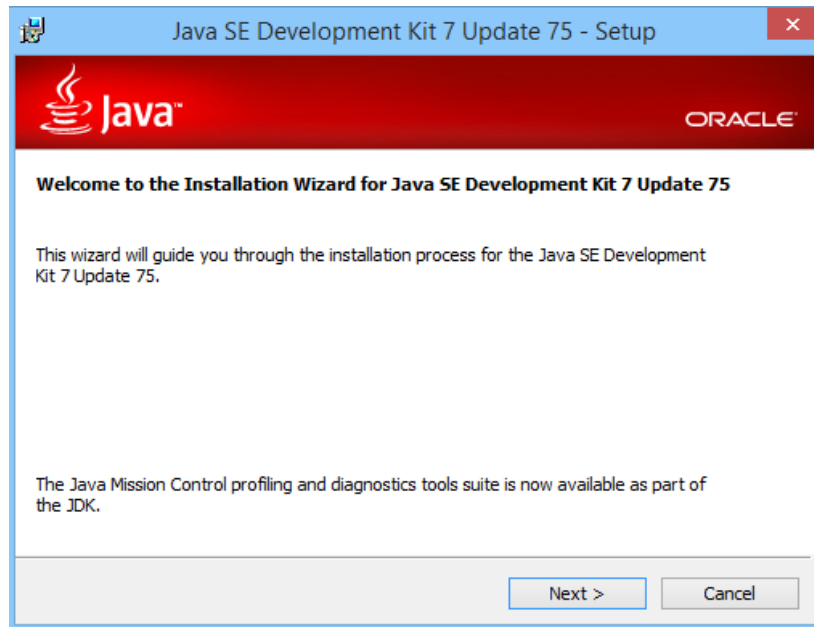 Java SE Development Kit 7 Update 75 - Setup
Java™
ORACLE
Welcome to the Installation Wizard for Java SE Development Kit 7 Update 75
This wizard will guide you through the installation process for the Java SE Development
Kit 7 Update 75.
The Java Mission Control profiling and diagnostics tools suite is now available as part of
the JDK.
Next >
Cancel